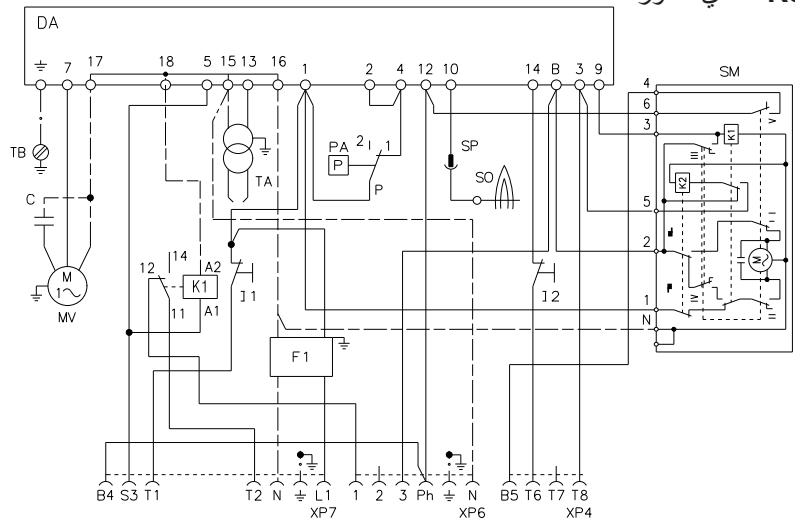 DA
7 17 18 5 15 13 16 1 2 4 12 10 14 B 3 9
SM
4
6
3
K1
V
III
K2
5
2
M
I
1
IV
II
N
TB
C
M
1
MV
TA
PA
P
2
1
P
SP
SO
14
12
A2
K1
A1
11
I1
I2
F1
B4 S3 T1 T2 N L1 1 2 3 Ph N B5 T6 T7 T8
XP7 XP6 XP4